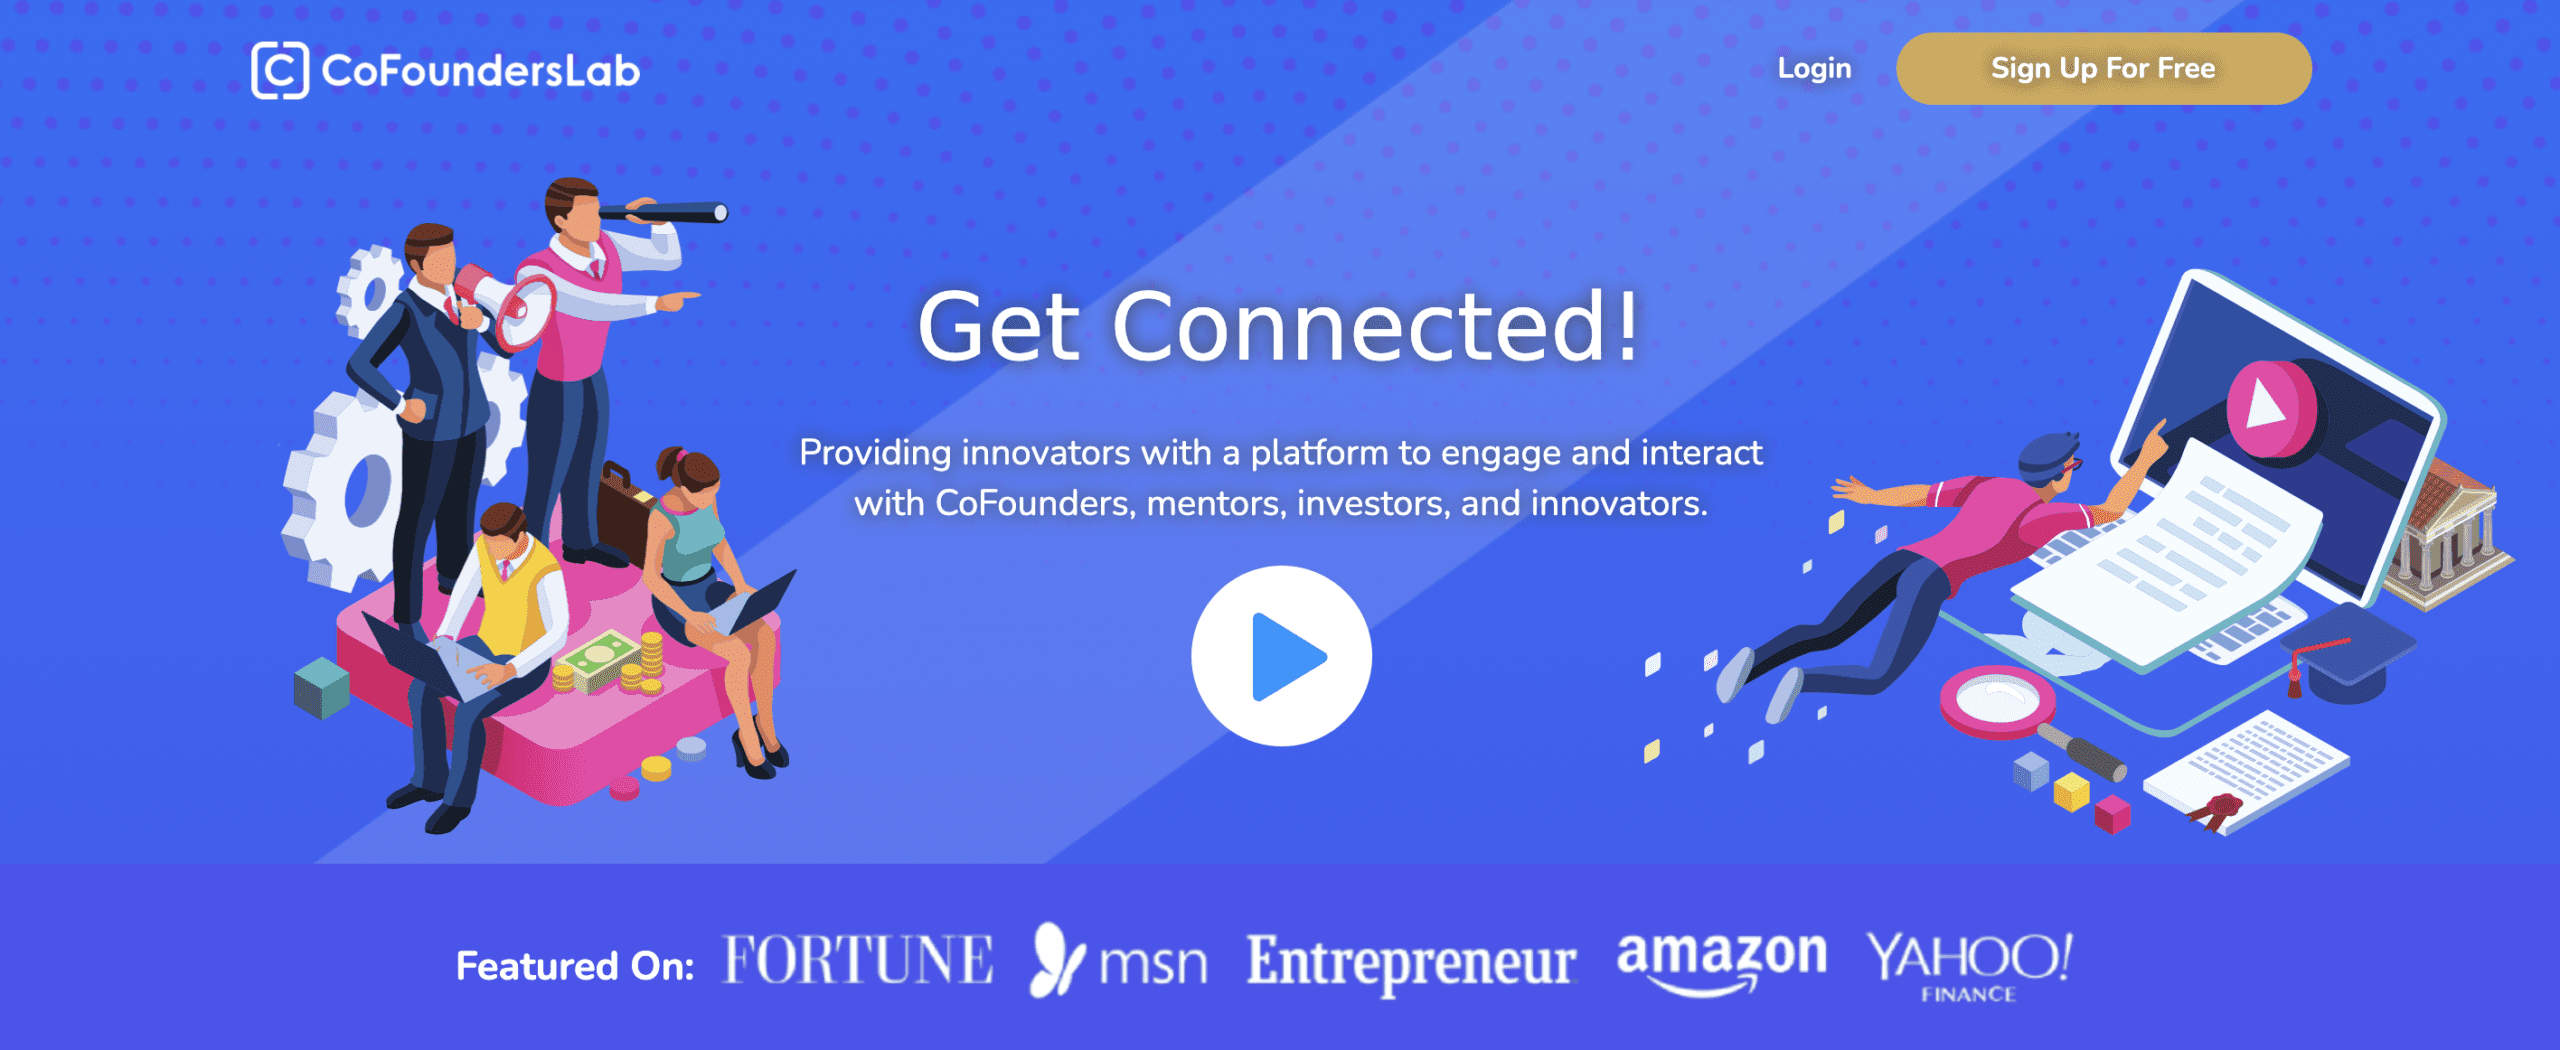 CoFoundersLab
Login
Sign Up For Free
Get Connected!
Providing innovators with a platform to engage and interact
with CoFounders, mentors, investors, and innovators.
Featured On:
FORTUNE
msn
Entrepreneur
amazon
YAHOO!
FINANCE